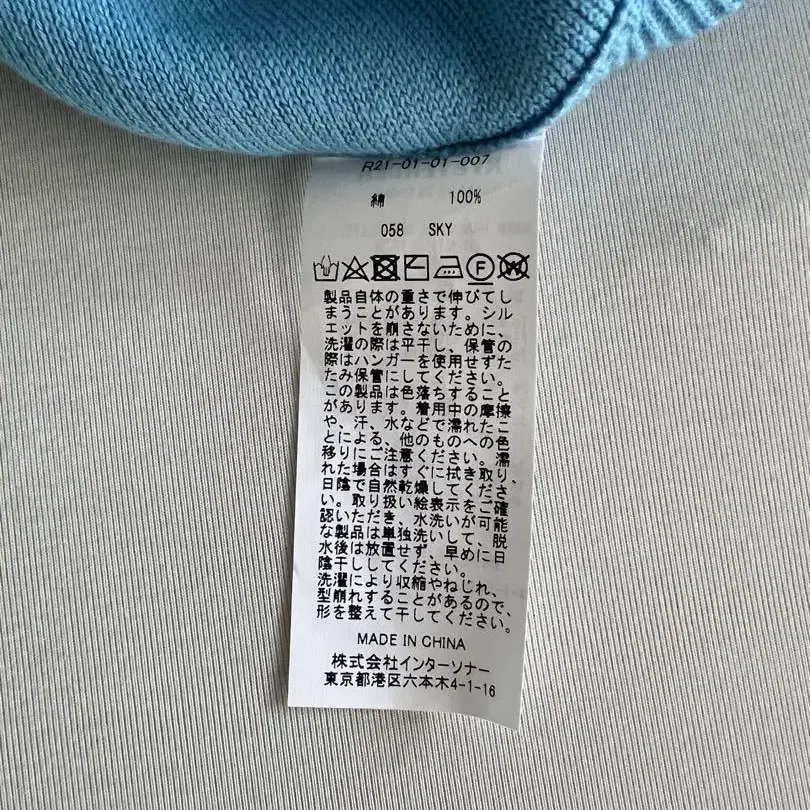 R21-01-01-007
綿 100%
058 SKY
F
W
製品自体の重さで伸びてし
まうことがあります。シル
エットを崩さないために、
洗濯の際は平干し、保管の
際はハンガーを使用せずた
たみ保管にしてください。
この製品は色落ちすること
があります。着用中の摩擦
や、汗、水などで濡れたこ
とによる、他のものへの色
移りにご注意ください。濡
れた場合はすぐに拭き取り、
日陰で自然乾燥してくださ
い。取り扱い絵表示をご確
認いただき、水洗いが可能
な製品は単独洗いして、脱
水後は放置せず、早めに日
陰干ししてください。
洗濯により収縮やねじれ、
型崩れすることがあるので、
形を整えて干してください。
MADE IN CHINA
株式会社インターソナー
東京都港区六本木4-1-16